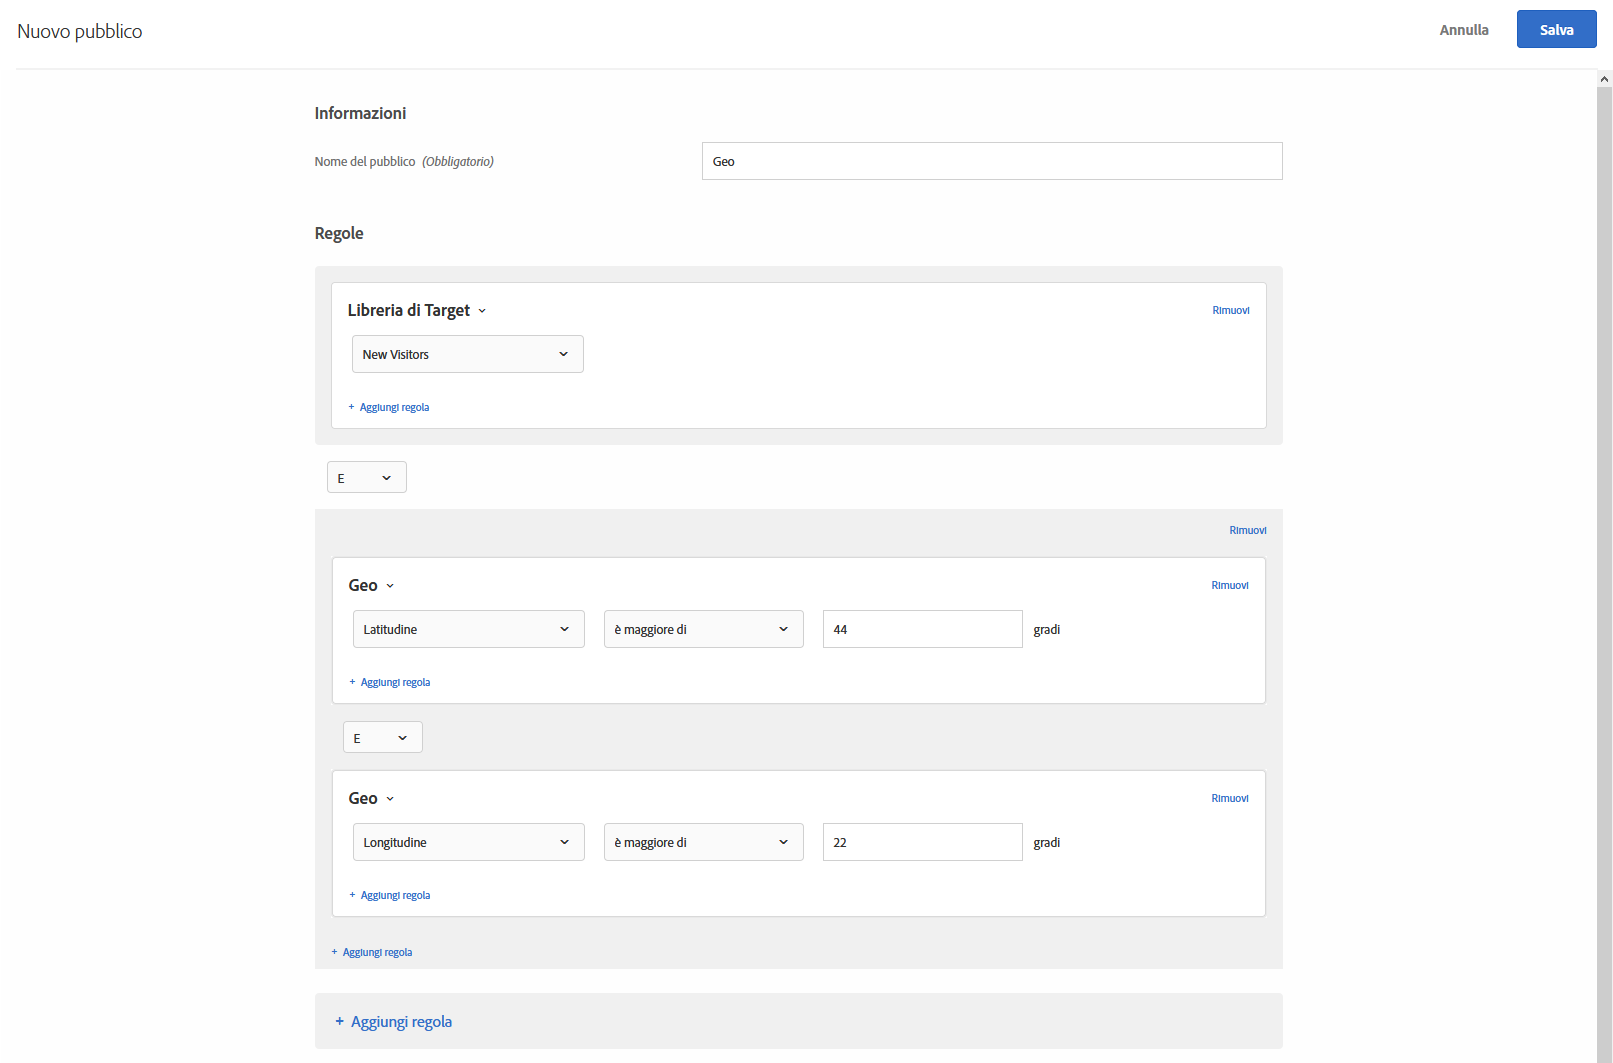 Nuovo pubblico
Annulla
Salva
Informazioni
Nome del pubblico (Obbligatorio)
Geo
Regole
Libreria di Target
Rimuovi
New Visitors
+ Aggiungi regola
E
Rimuovi
Geo
Rimuovi
Latitudine
è maggiore di
44
gradi
+ Aggiungi regola
E
Geo
Rimuovi
Longitudine
è maggiore di
22
gradi
+ Aggiungi regola
+ Aggiungi regola
+ Aggiungi regola